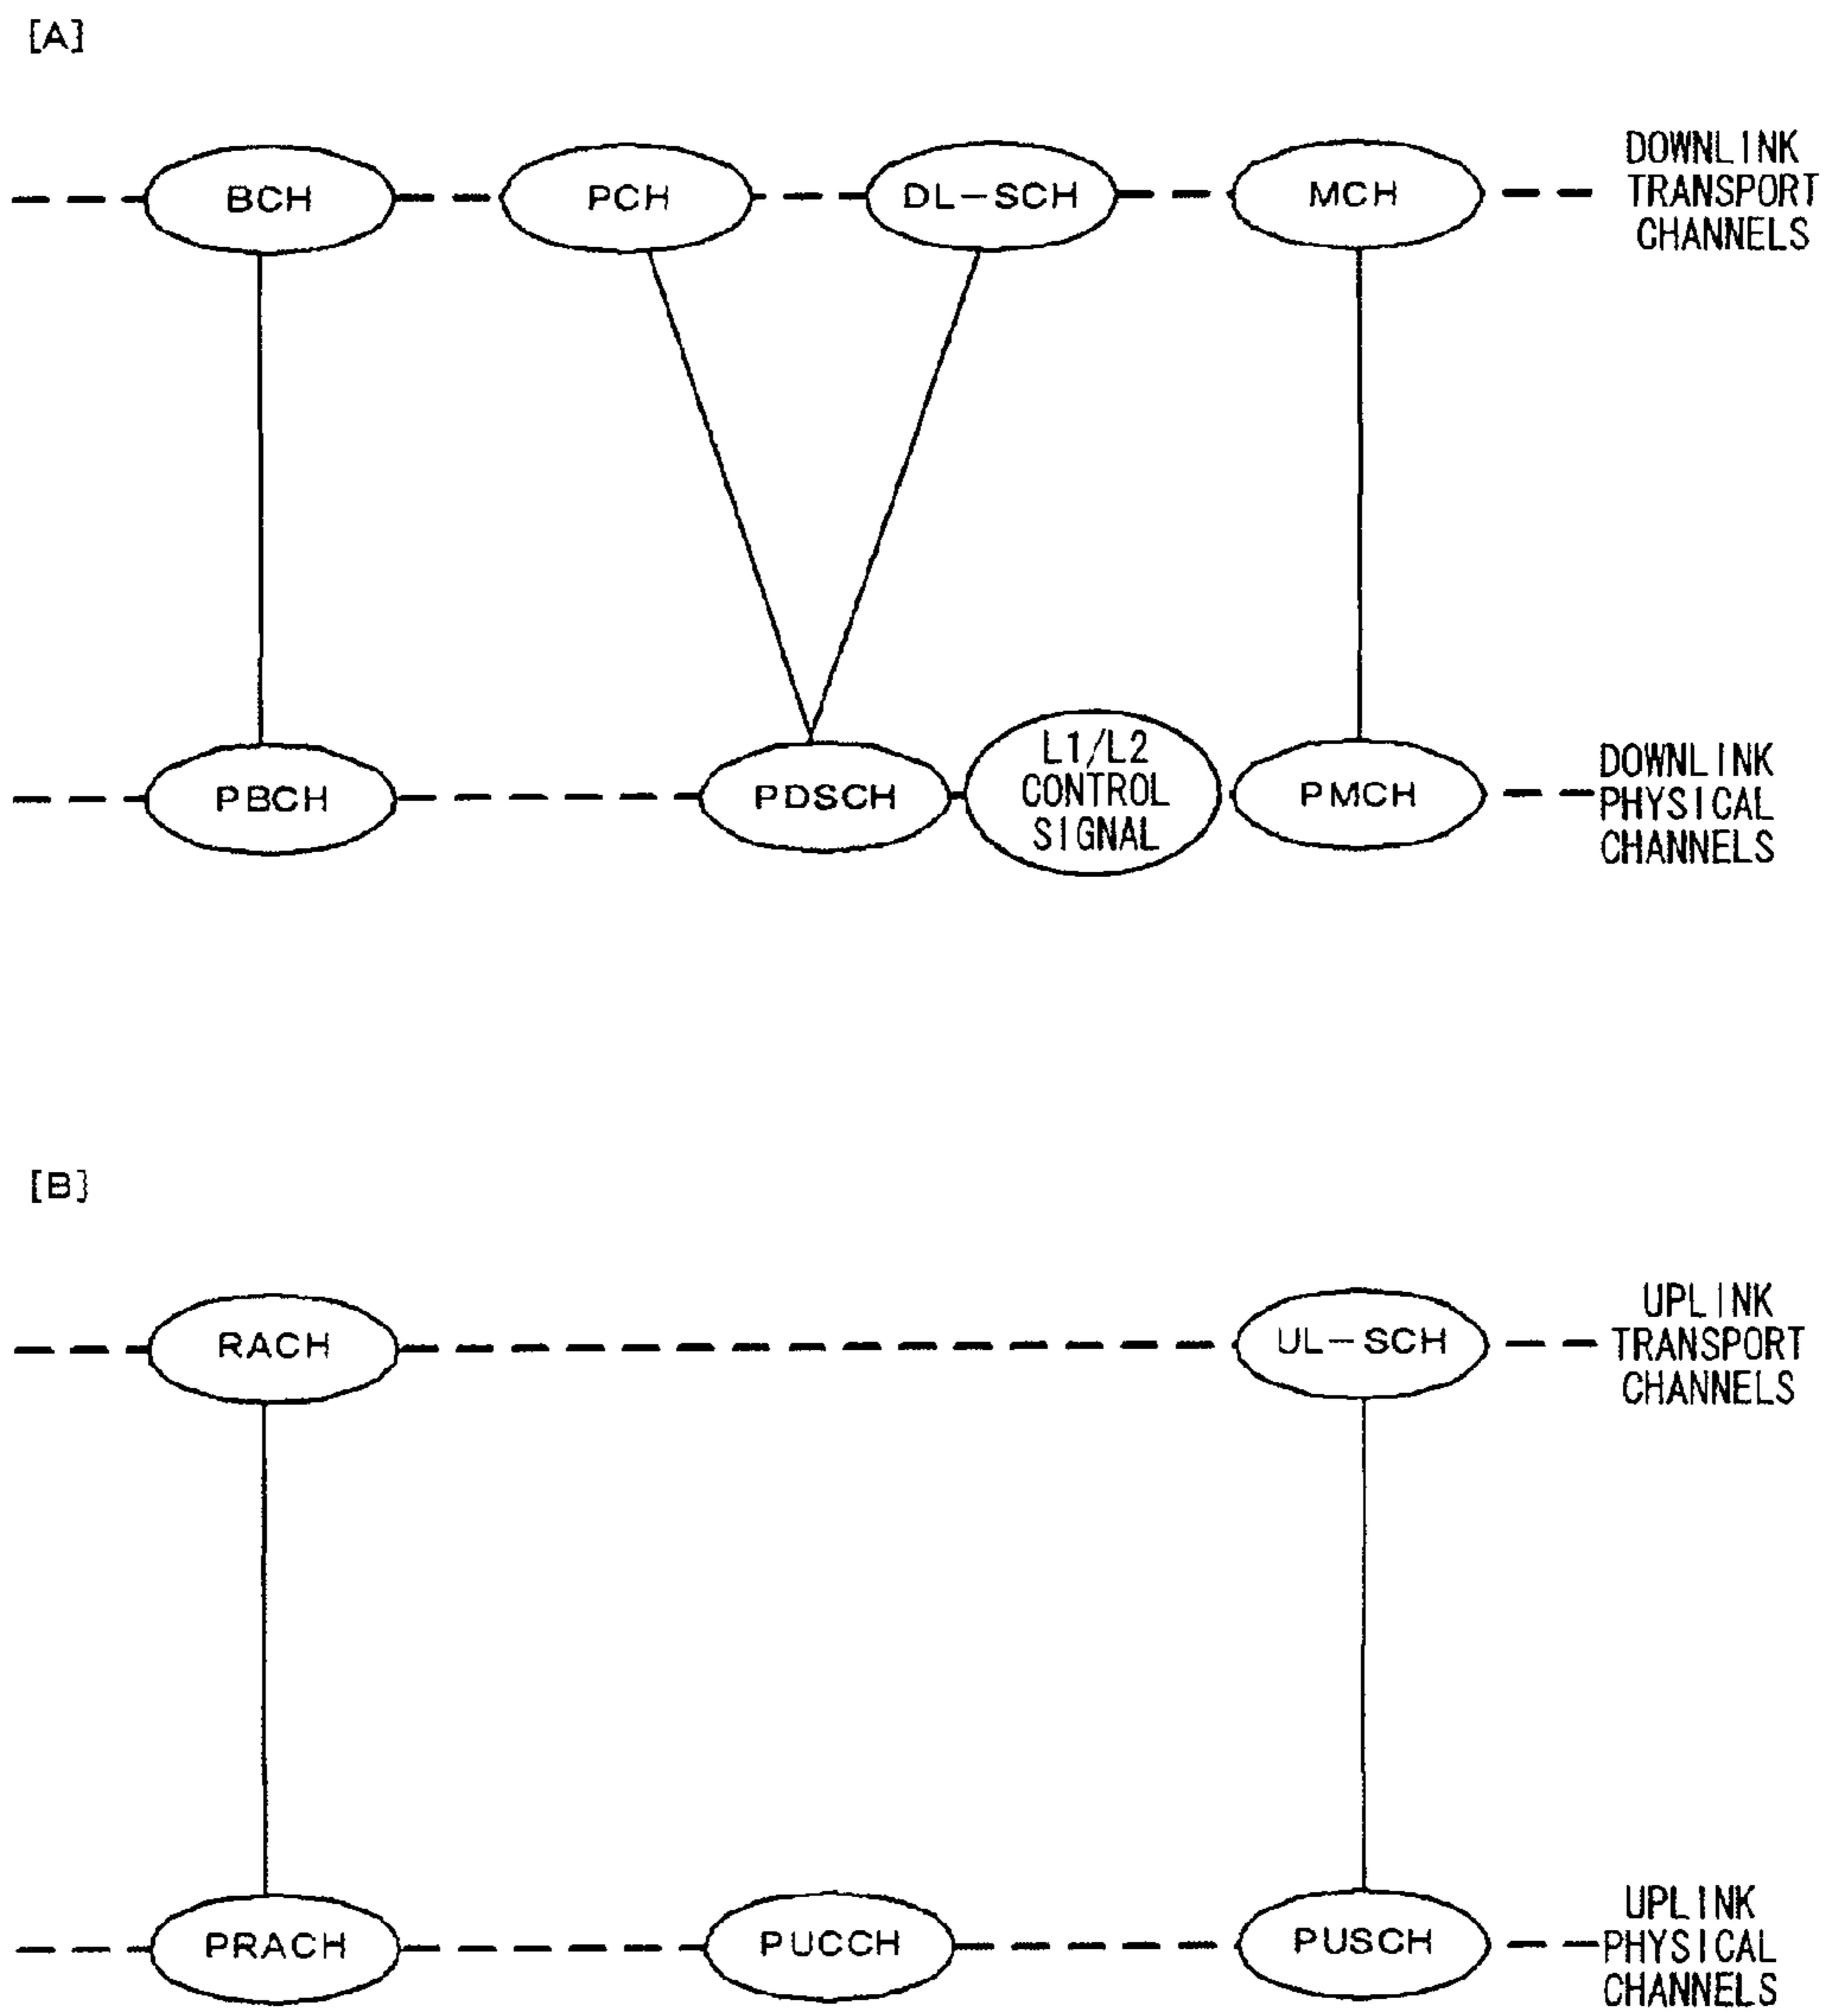 [A]
BCH
PCH
DL-SCH
MCH
DOWNLINK
TRANSPORT
CHANNELS
PBCH
PDSCH
L1/L2
CONTROL
SIGNAL
PMCH
DOWNLINK
PHYSICAL
CHANNELS
[B]
RACH
UL-SCH
UPLINK
TRANSPORT
CHANNELS
PRACH
PUCCH
PUSCH
UPLINK
PHYSICAL
CHANNELS